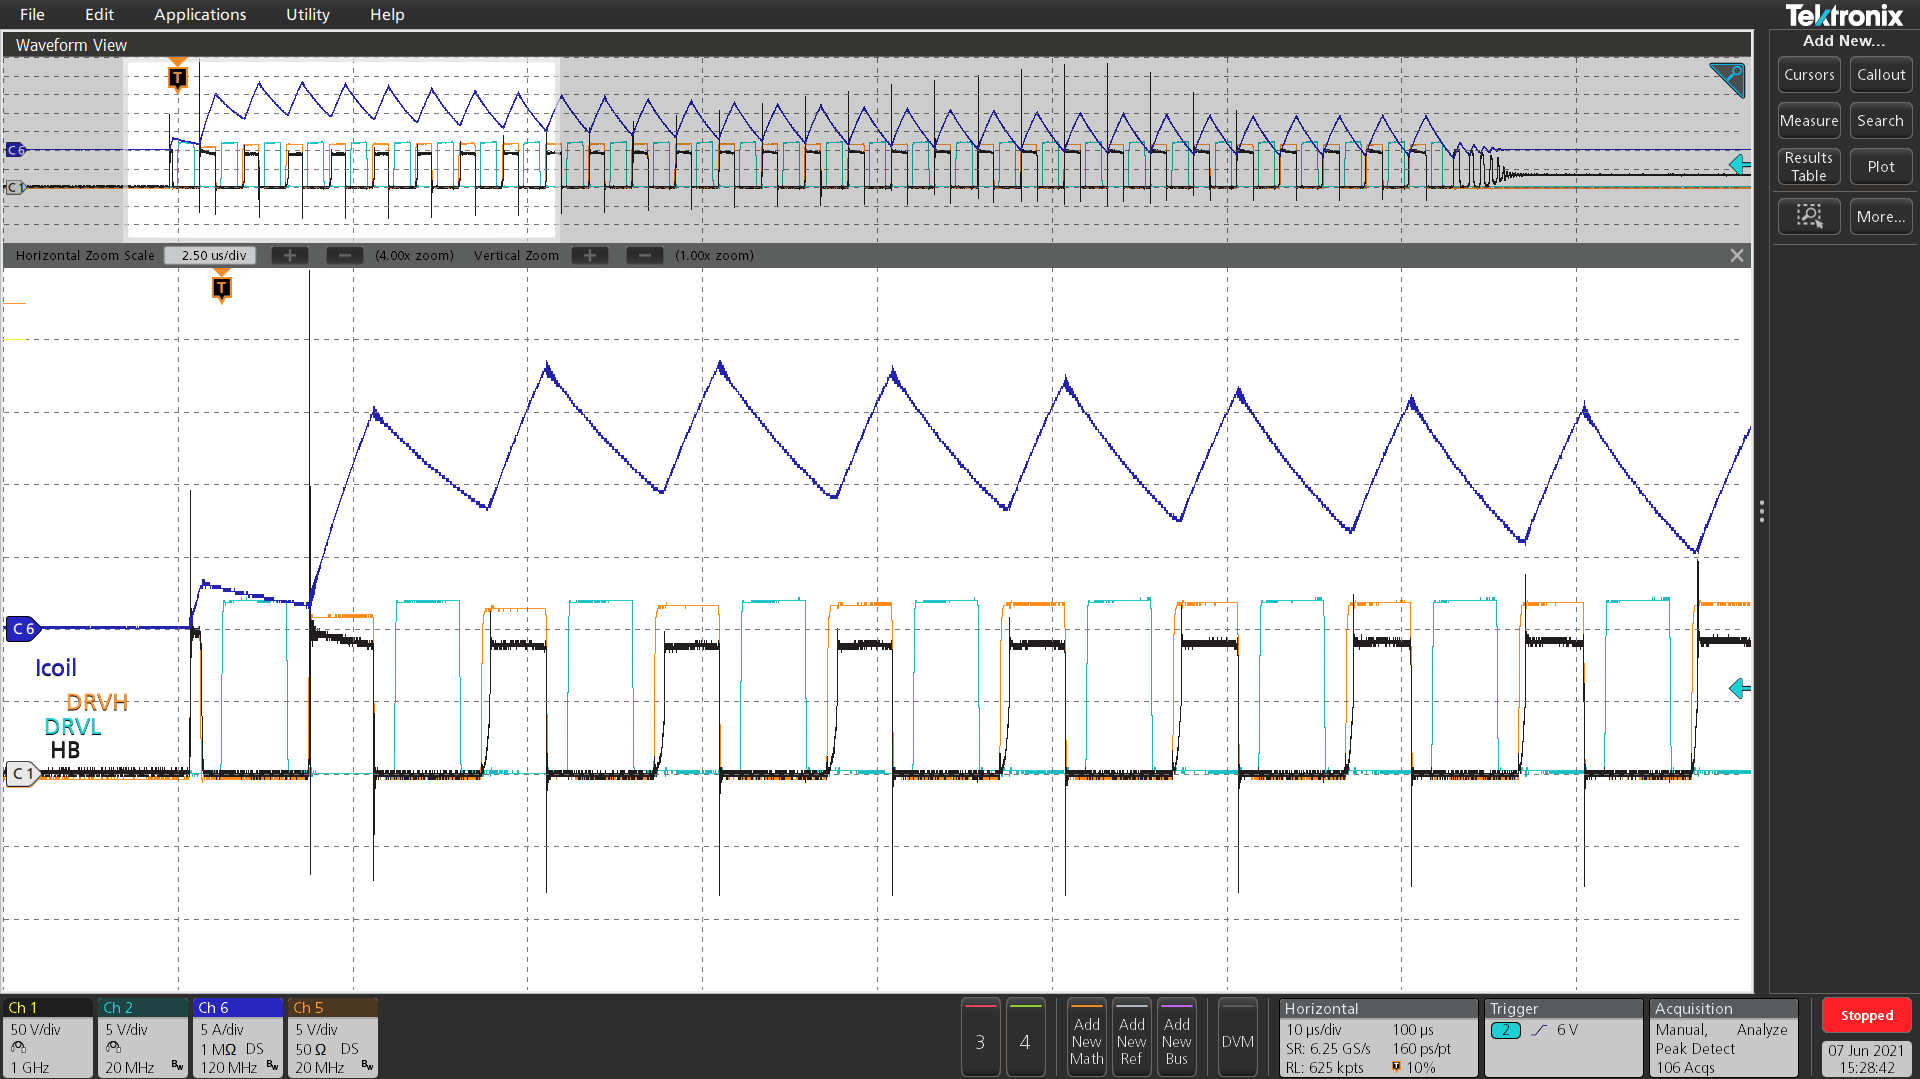 File Edit Applications Utility Help
Tektronix
Waveform View
Add New...
Cursors Callout
Measure Search
Results Table Plot
More...
T
C6
C1
Horizontal Zoom Scale 2.50 us/div + − (4.00x zoom) Vertical Zoom + − (1.00x zoom) ×
T
C 6
Icoil
DRVH
DRVL
HB
C 1
Ch 1
50 V/div
1 GHz
Ch 2
5 V/div
20 MHz Bw
Ch 6
5 A/div
1 MΩ DS
120 MHz Bw
Ch 5
5 V/div
50 Ω DS
20 MHz Bw
3
4
Add New Math
Add New Ref
Add New Bus
DVM
Horizontal
10 µs/div 100 µs
SR: 6.25 GS/s 160 ps/pt
RL: 625 kpts T 10%
Trigger
2 6 V
Acquisition
Manual, Analyze
Peak Detect
106 Acqs
Stopped
07 Jun 2021
15:28:42